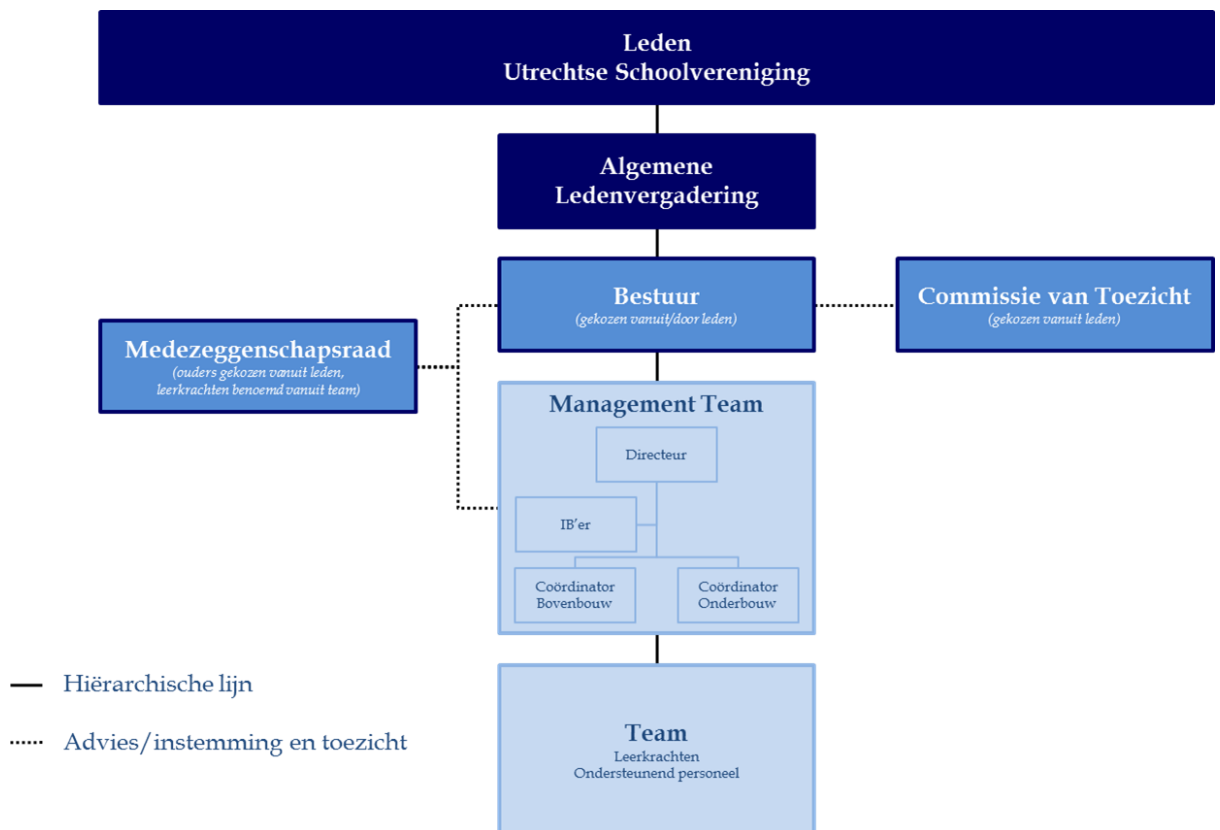 Leden
Utrechtse Schoolvereniging
Algemene
Ledenvergadering
Bestuur
(gekozen vanuit/door leden)
Commissie van Toezicht
(gekozen vanuit leden)
Medezeggenschapsraad
(ouders gekozen vanuit leden,
leerkrachten benoemd vanuit team)
Management Team
Directeur
IB'er
Coördinator
Bovenbouw
Coördinator
Onderbouw
Hiërarchische lijn
Advies/instemming en toezicht
Team
Leerkrachten
Ondersteunend personeel